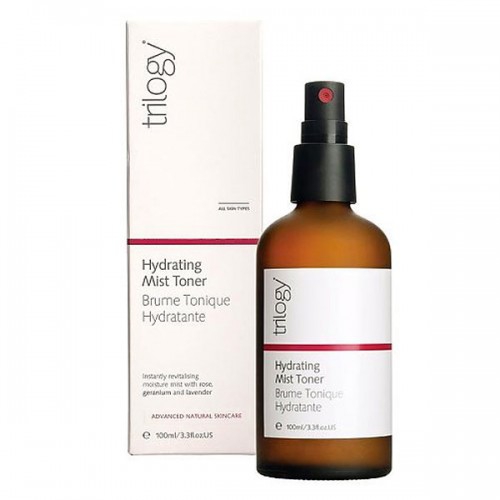 trilogy
ALL SKIN TYPES
Hydrating
Mist Toner
Brume Tonique
Hydratante
Instantly revitalising
moisture mist with rose,
geranium and lavender
ADVANCED NATURAL SKINCARE
e 100ml/3.3fl.oz.US
trilogy
Hydrating
Mist Toner
Brume Tonique
Hydratante
e 100ml/3.3fl.oz.US